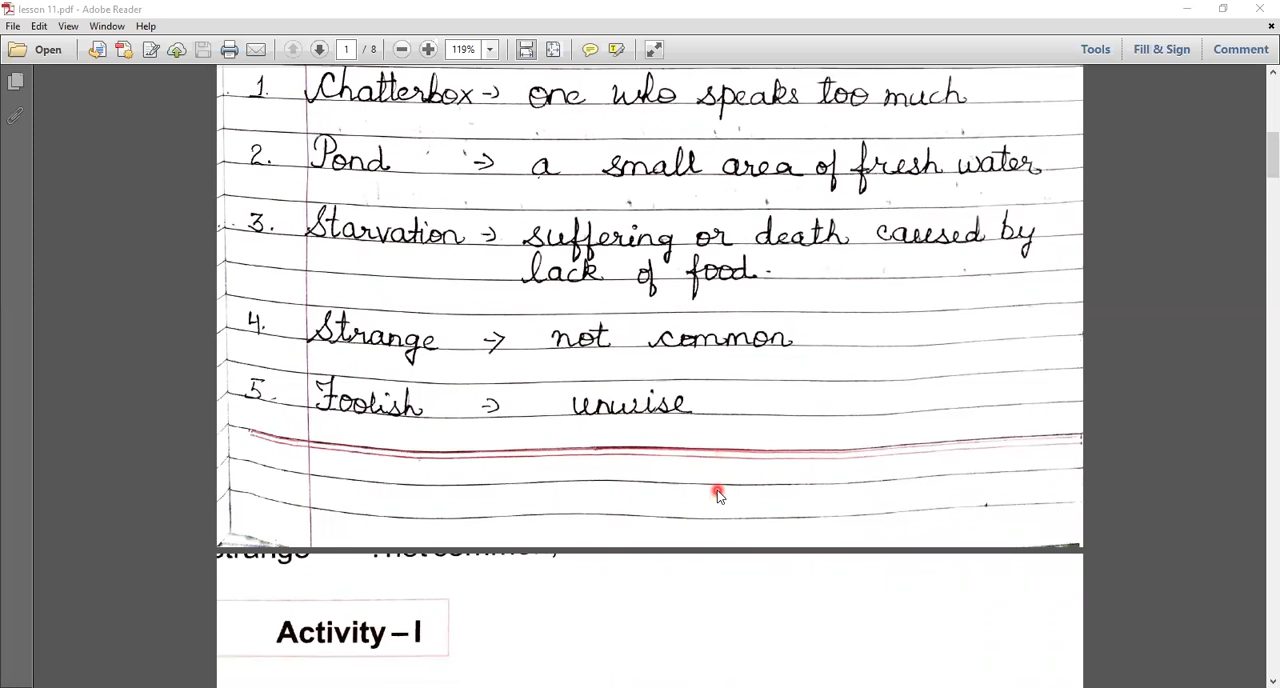 lesson 11.pdf - Adobe Reader
File Edit View Window Help
Open 1 / 8 119% Tools Fill & Sign Comment
1. Chatterbox → one who speaks too much
2. Pond → a small area of fresh water
3. Starvation → suffering or death caused by
lack of food.
4. Strange → not common
5. Foolish → unwise
Activity – I